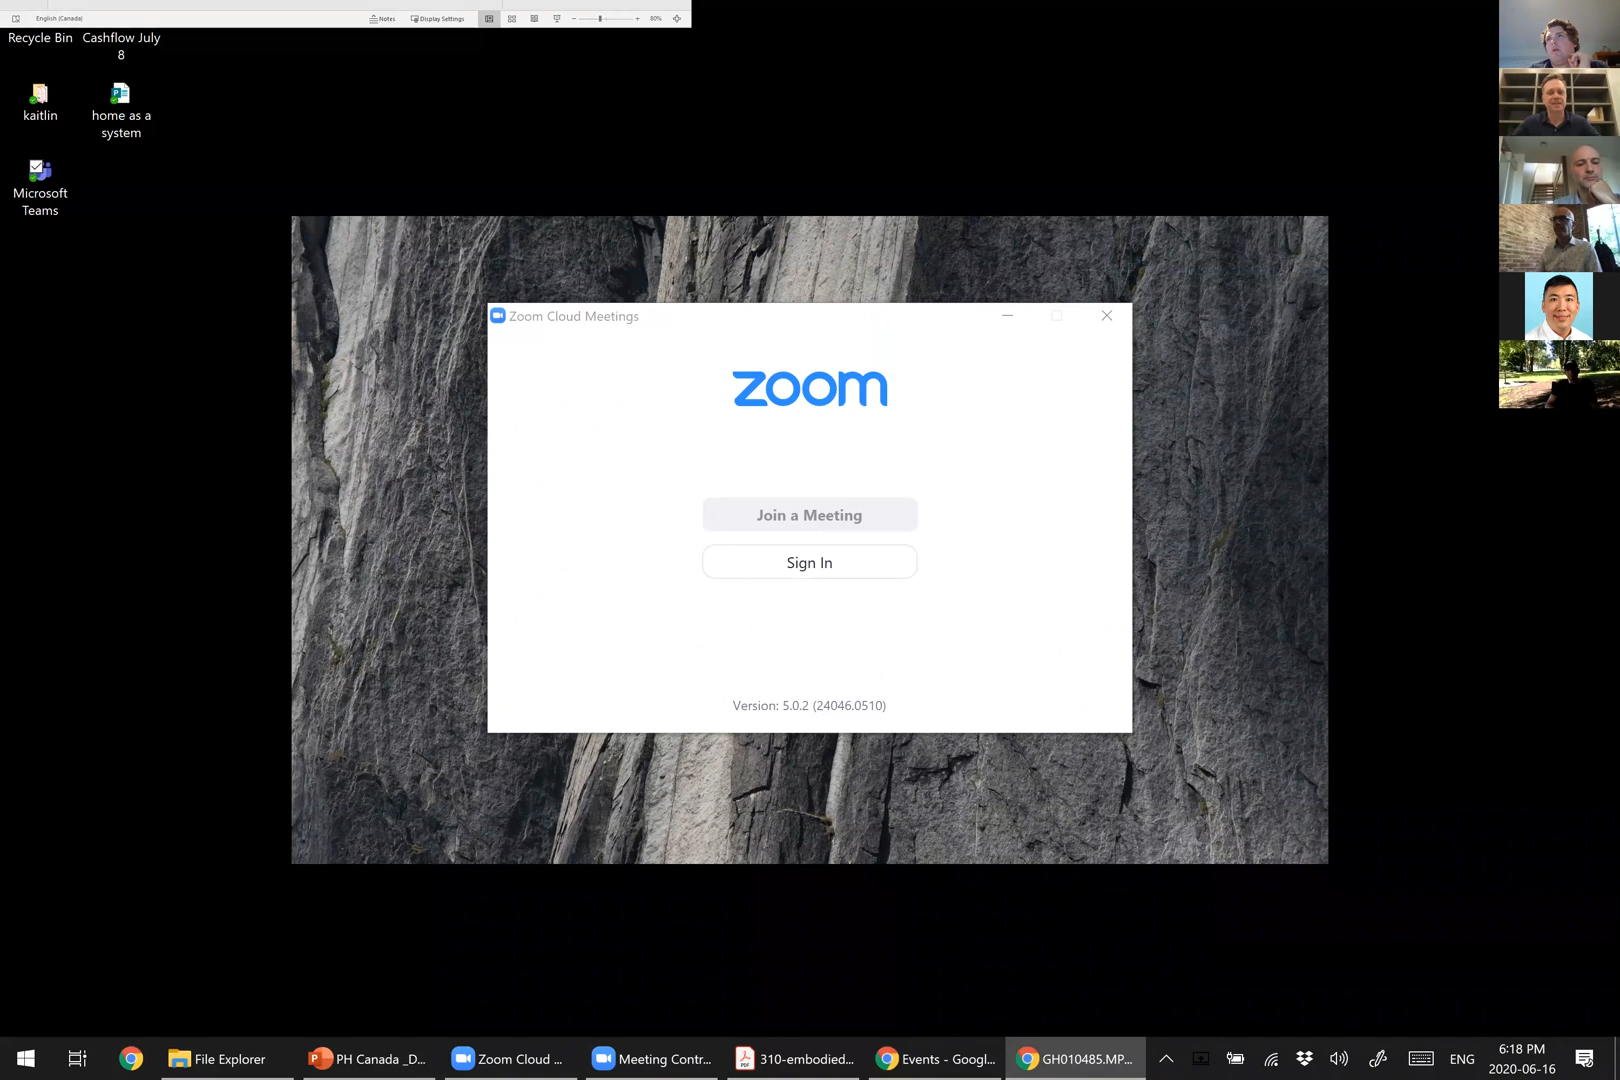 English (Canada)
Notes
Display Settings
80%
Recycle Bin
Cashflow July
8
kaitlin
home as a
system
Microsoft
Teams
Zoom Cloud Meetings
zoom
Join a Meeting
Sign In
Version: 5.0.2 (24046.0510)
File Explorer
PH Canada _D...
Zoom Cloud ...
Meeting Contr...
310-embodied...
Events - Googl...
GH010485.MP...
ENG
6:18 PM
2020-06-16